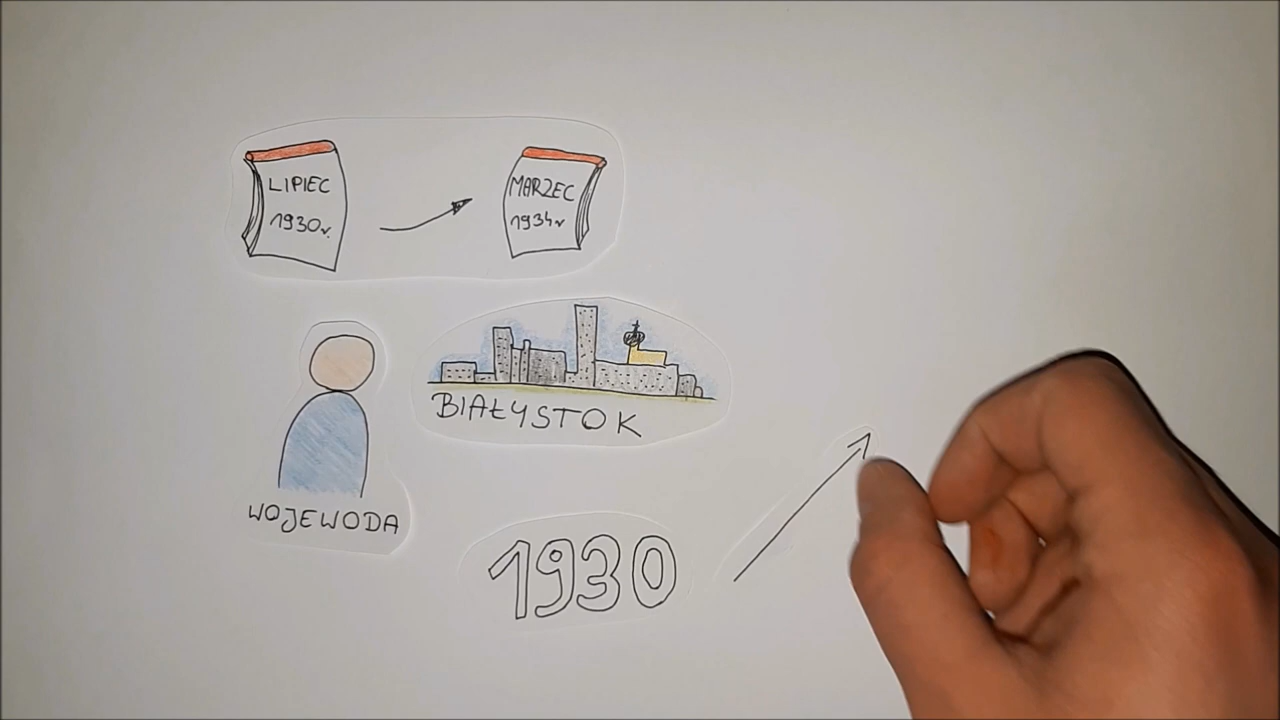 LIPIEC
1930r.
MARZEC
1934r
BIAŁYSTOK
WOJEWODA
1930